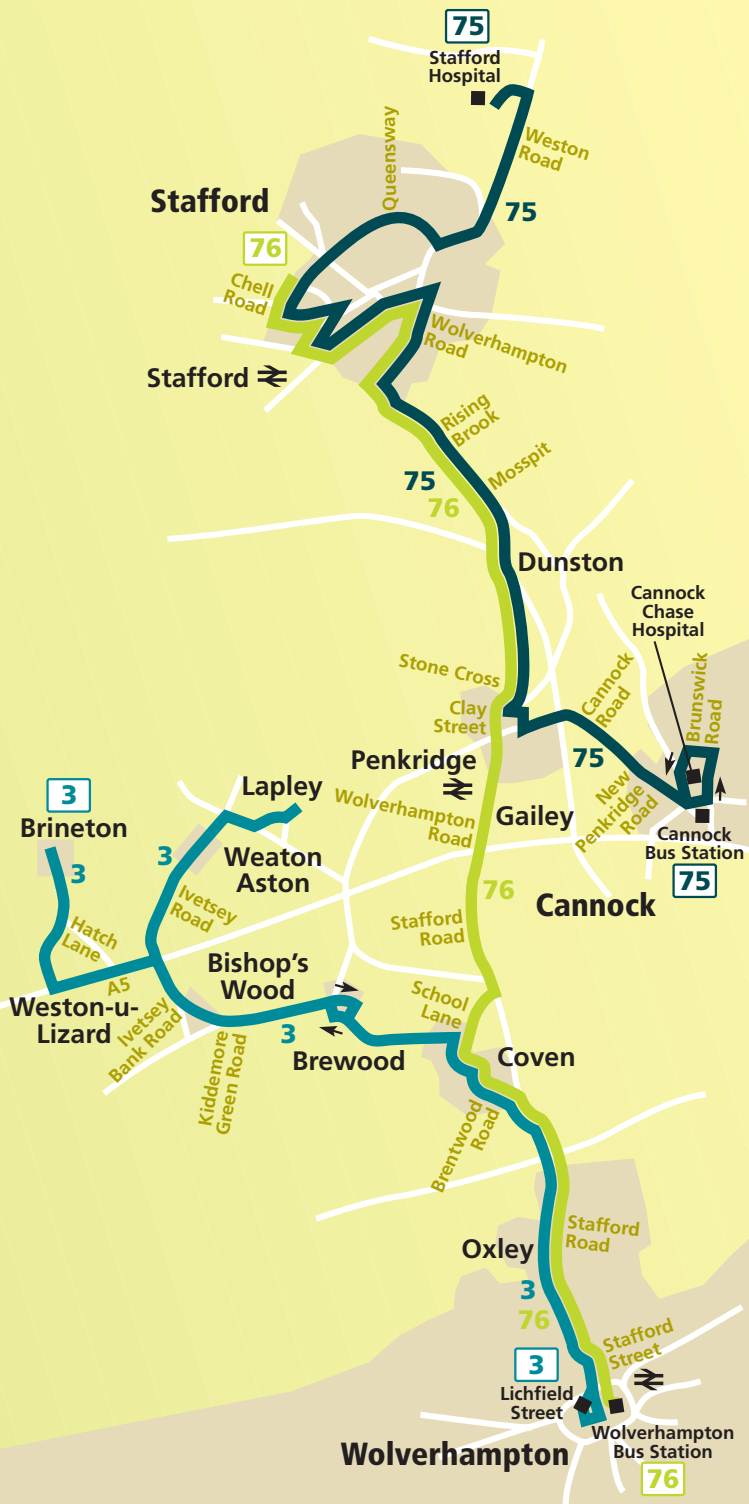 75
Stafford
Hospital
Queensway
Weston
Road
75
Stafford
76
Chell
Road
Wolverhampton
Road
Stafford
Rising
Brook
Mosspit
75
76
Dunston
Cannock
Chase
Hospital
Stone Cross
Clay
Street
Cannock
Road
Brunswick
Road
Penkridge
75
New
Penkridge
Road
3
Brineton
Lapley
Wolverhampton
Road
Gailey
Cannock
Bus Station
75
3
3
Weaton
Aston
Ivetsey
Road
76
Cannock
Stafford
Road
Hatch
Lane
A5
Bishop's
Wood
Weston-u-
Lizard
Ivetsey
Bank Road
School
Lane
3
Kiddemore
Green Road
Brewood
Coven
Brentwood
Road
Oxley
Stafford
Road
3
76
Stafford
Street
3
Lichfield
Street
Wolverhampton
Bus Station
Wolverhampton
76